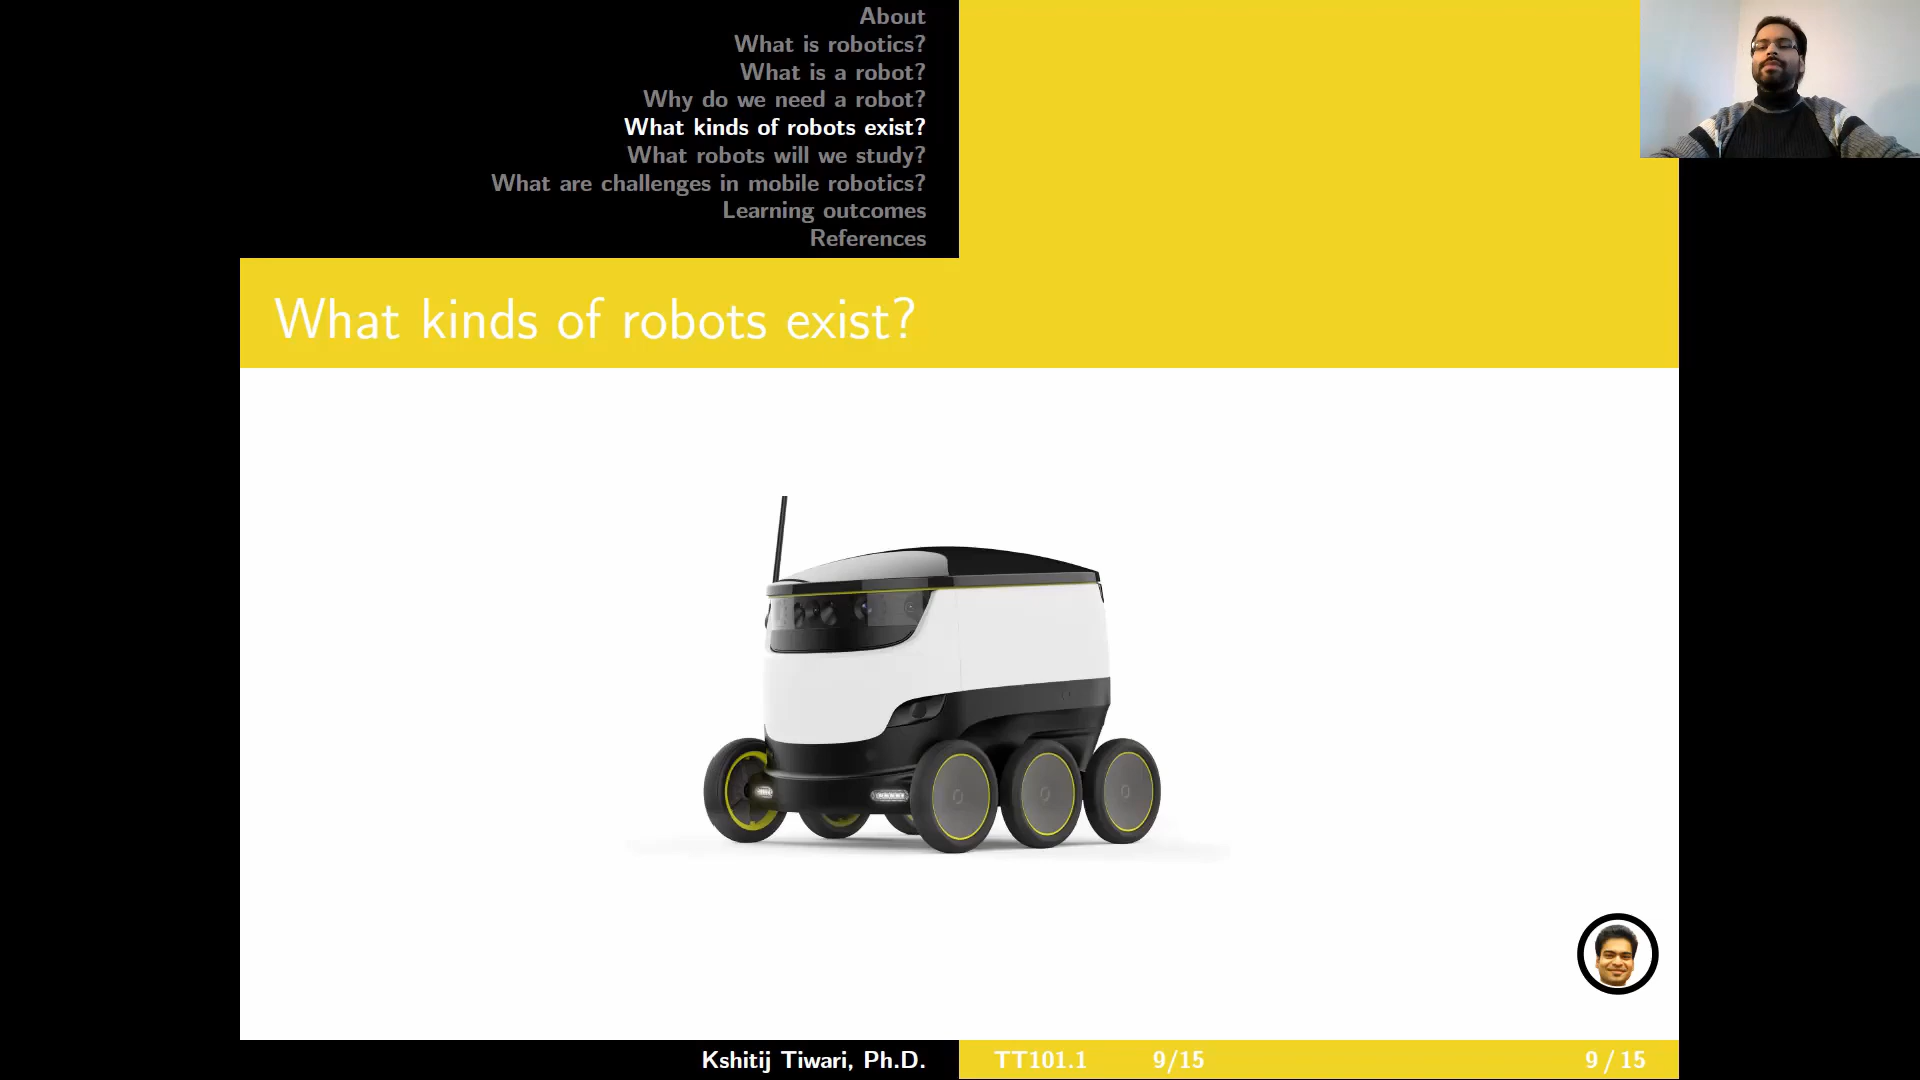 About
What is robotics?
What is a robot?
Why do we need a robot?
What kinds of robots exist?
What robots will we study?
What are challenges in mobile robotics?
Learning outcomes
References
What kinds of robots exist?
Kshitij Tiwari, Ph.D.
TT101.1
9/15
9 / 15